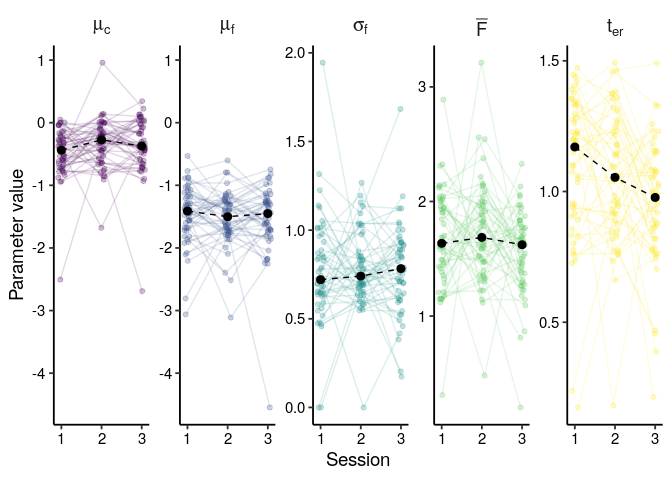 μc μf σf F̅ ter
Parameter value
1 1 2.0 3 1.5
0 0 1.5 2 1.0
-1 -1 1.0 1 0.5
-2 -2 0.5
-3 -3 0.0
-4 -4
1 2 3 1 2 3 1 2 3 1 2 3 1 2 3
Session